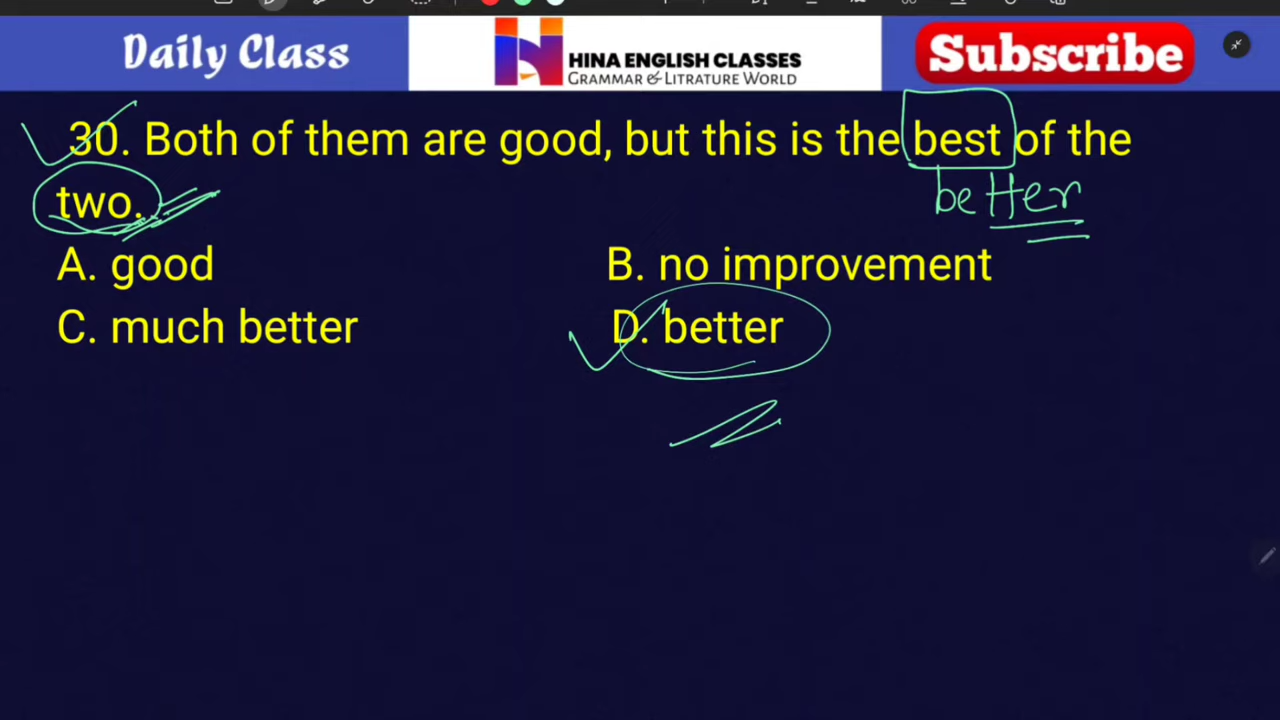 Daily Class
HINA ENGLISH CLASSES
GRAMMAR & LITRATURE WORLD
Subscribe
30. Both of them are good, but this is the best of the
better
two.
A. good
B. no improvement
C. much better
D. better